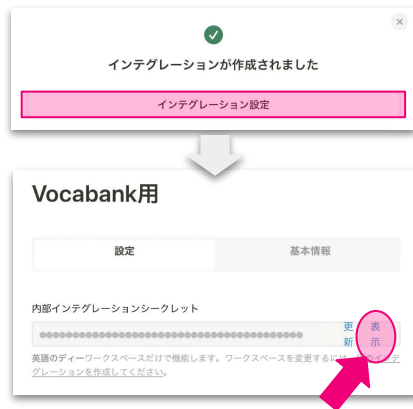 インテグレーションが作成されました
インテグレーション設定
Vocabank用
設定
基本情報
内部インテグレーションシークレット
更新
表示
英語のディーワークスペースだけで機能します。ワークスペースを変更するには、
のインテ
グレーションを作成してください。